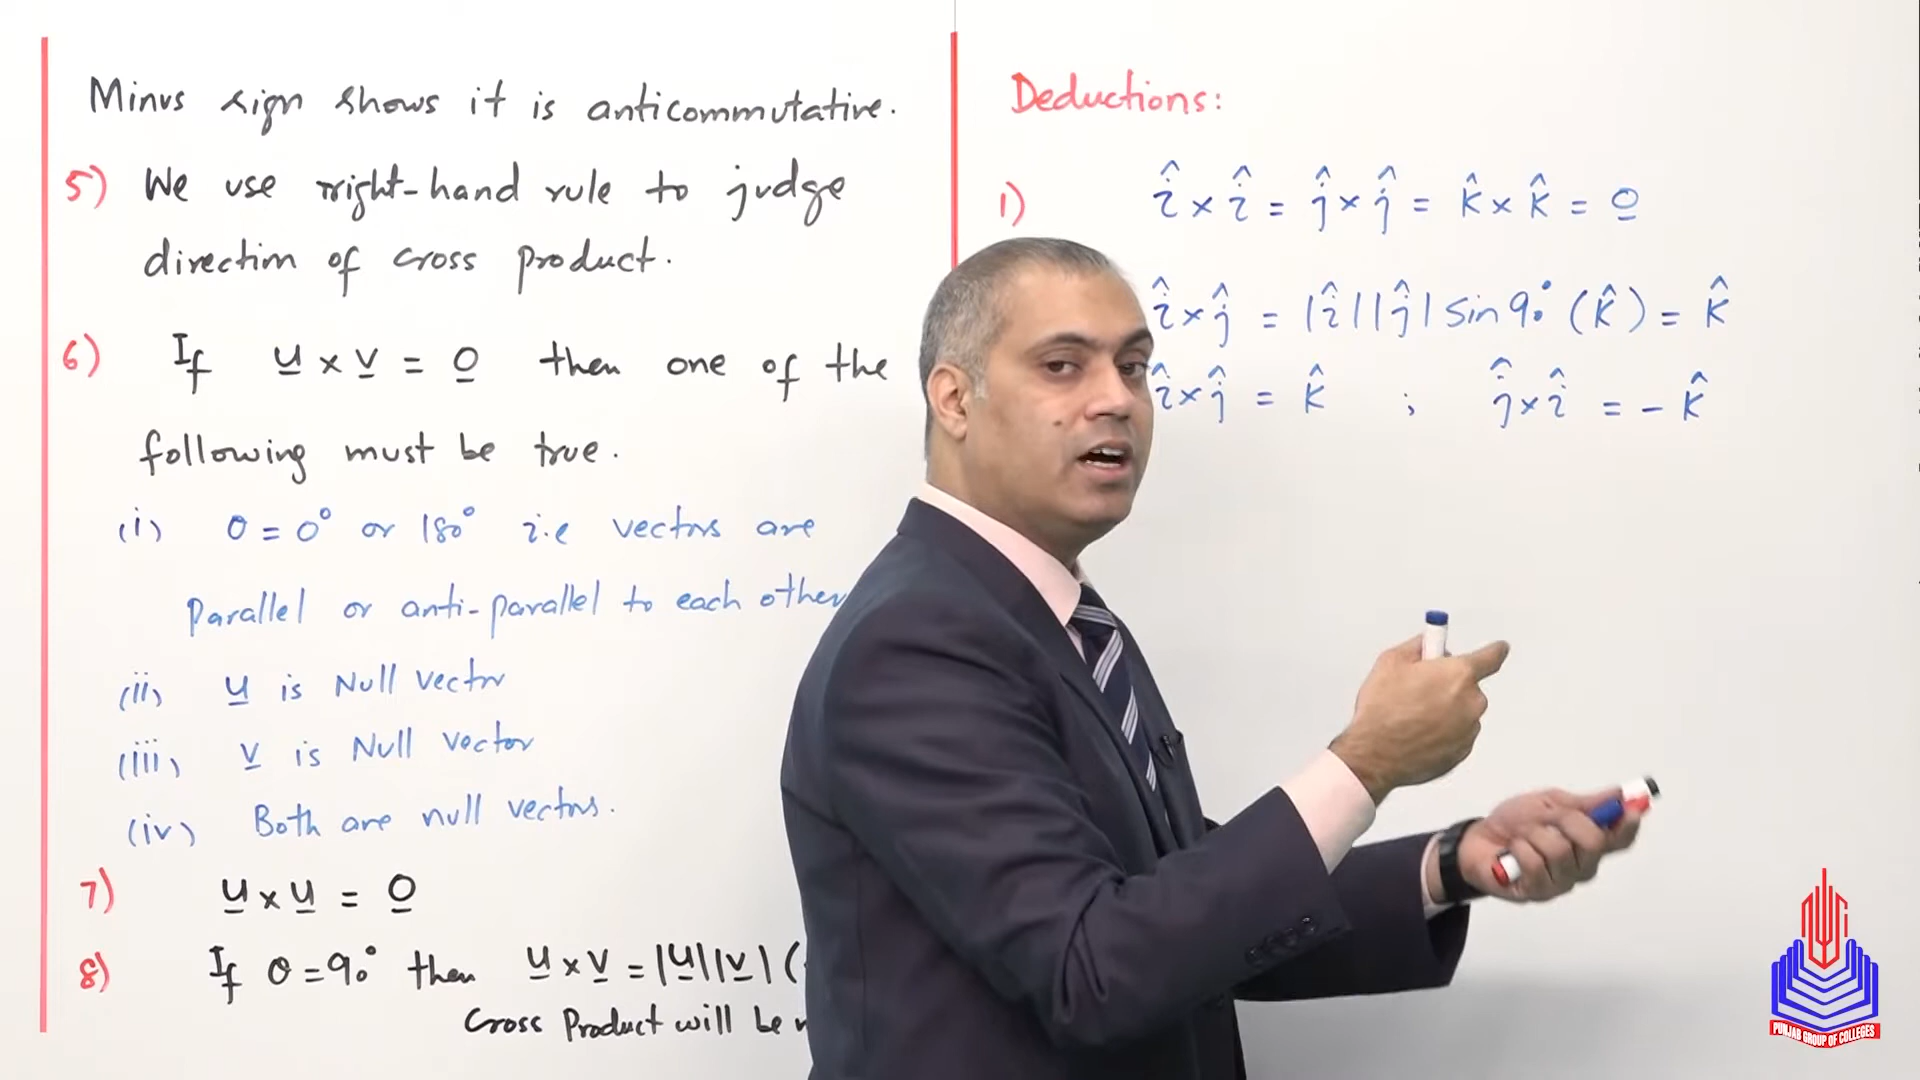 Minus sign shows it is anticommutative.
5) We use right-hand rule to judge
direction of cross product.
6) If u × v = 0 then one of the
following must be true.
(i) θ = 0° or 180° i.e vectors are
Parallel or anti-parallel to each other
(ii) u is Null vector
(iii) v is Null vector
(iv) Both are null vectors.
7) u × u = 0
8) If θ = 90° then u × v = |u||v|(
Cross Product will be
Deductions:
1) î × î = ĵ × ĵ = k̂ × k̂ = 0
î × ĵ = |î||ĵ| Sin 90° (k̂) = k̂
î × ĵ = k̂ ; ĵ × î = - k̂
PUNJAB GROUP OF COLLEGES